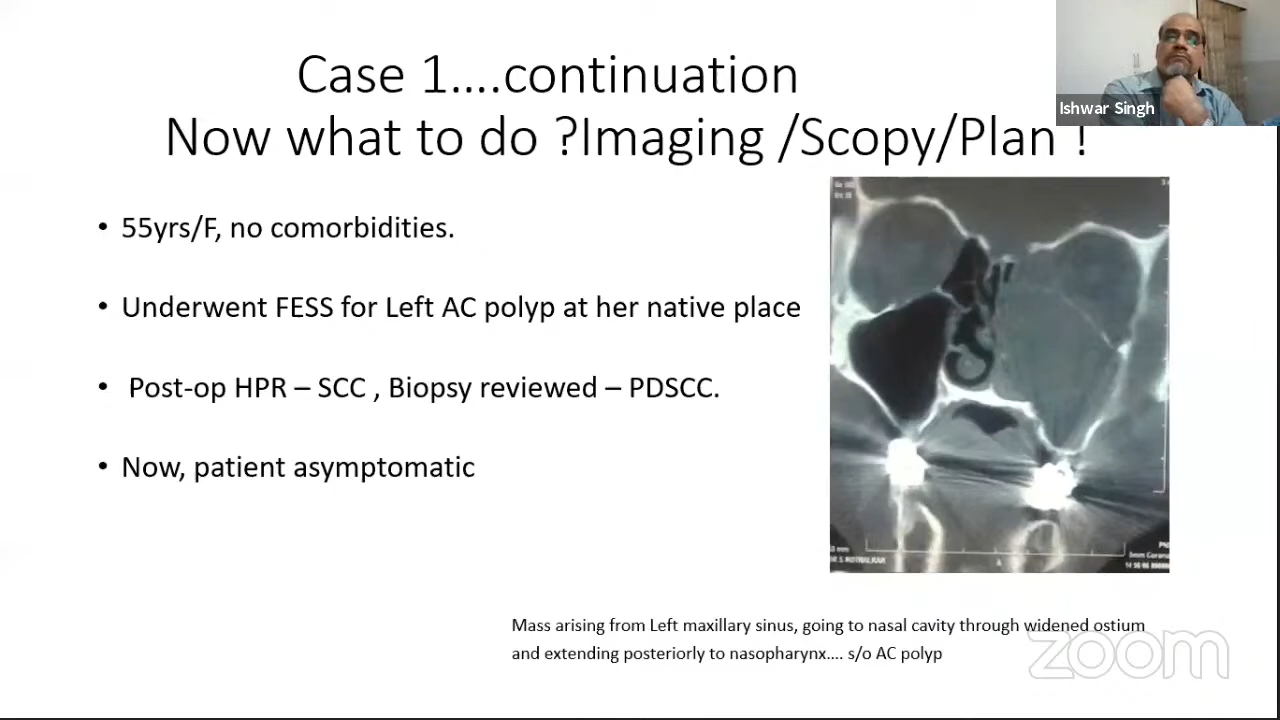 Case 1....continuation
Now what to do ?Imaging /Scopy/Plan !
Ishwar Singh
• 55yrs/F, no comorbidities.
• Underwent FESS for Left AC polyp at her native place
• Post-op HPR – SCC , Biopsy reviewed – PDSCC.
• Now, patient asymptomatic
Mass arising from Left maxillary sinus, going to nasal cavity through widened ostium
and extending posteriorly to nasopharynx.... s/o AC polyp
zoom